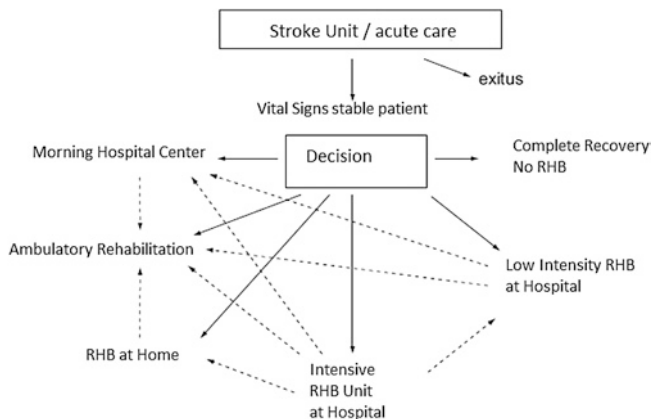 Stroke Unit / acute care
exitus
Vital Signs stable patient
Morning Hospital Center
Decision
Complete Recovery
No RHB
Ambulatory Rehabilitation
Low Intensity RHB
at Hospital
RHB at Home
Intensive
RHB Unit
at Hospital